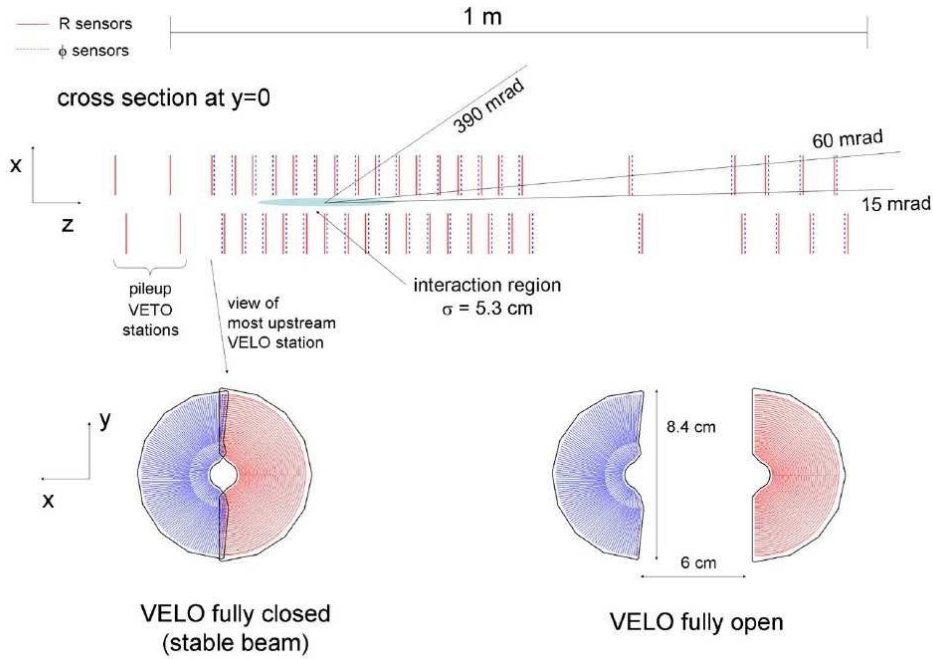 R sensors
ϕ sensors
1 m
cross section at y=0
390 mrad
60 mrad
15 mrad
x
z
pileup
VETO
stations
view of
most upstream
VELO station
interaction region
σ = 5.3 cm
y
x
8.4 cm
6 cm
VELO fully closed
(stable beam)
VELO fully open